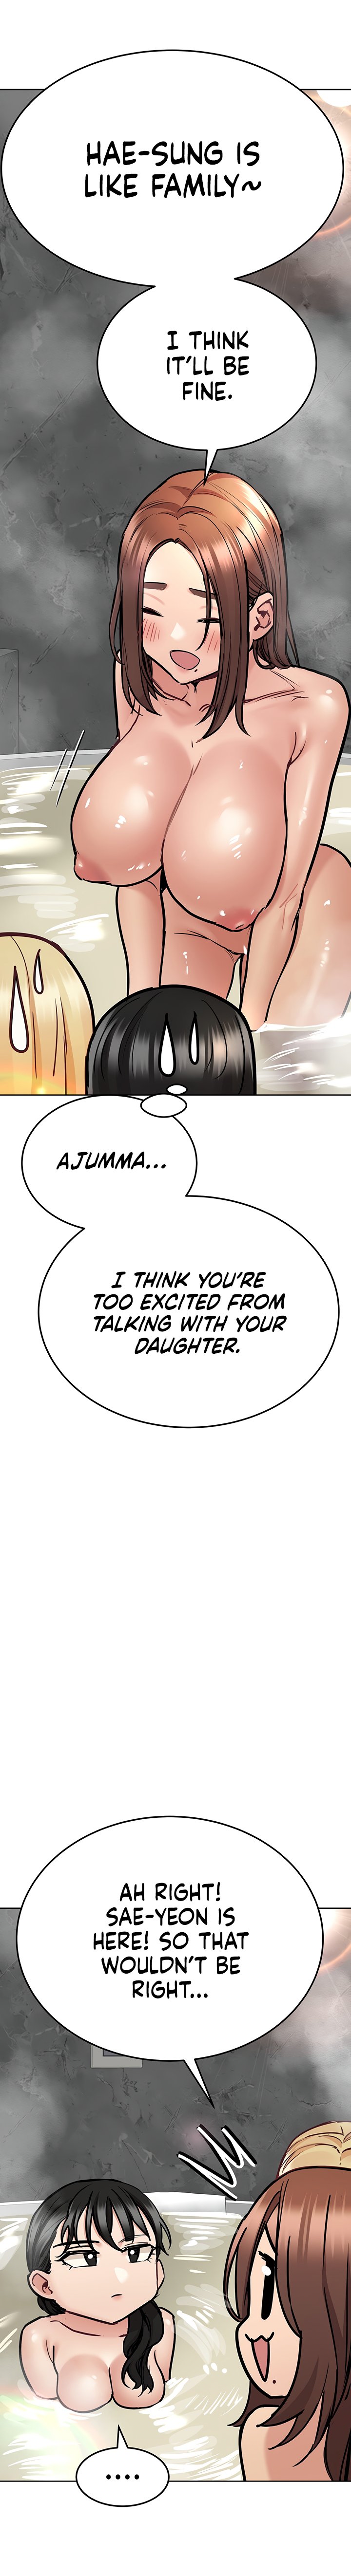 HAE-SUNG IS
LIKE FAMILY~
I THINK
IT'LL BE
FINE.
AJUMMA...
I THINK YOU'RE
TOO EXCITED FROM
TALKING WITH YOUR
DAUGHTER.
AH RIGHT!
SAE-YEON IS
HERE! SO THAT
WOULDN'T BE
RIGHT...
....